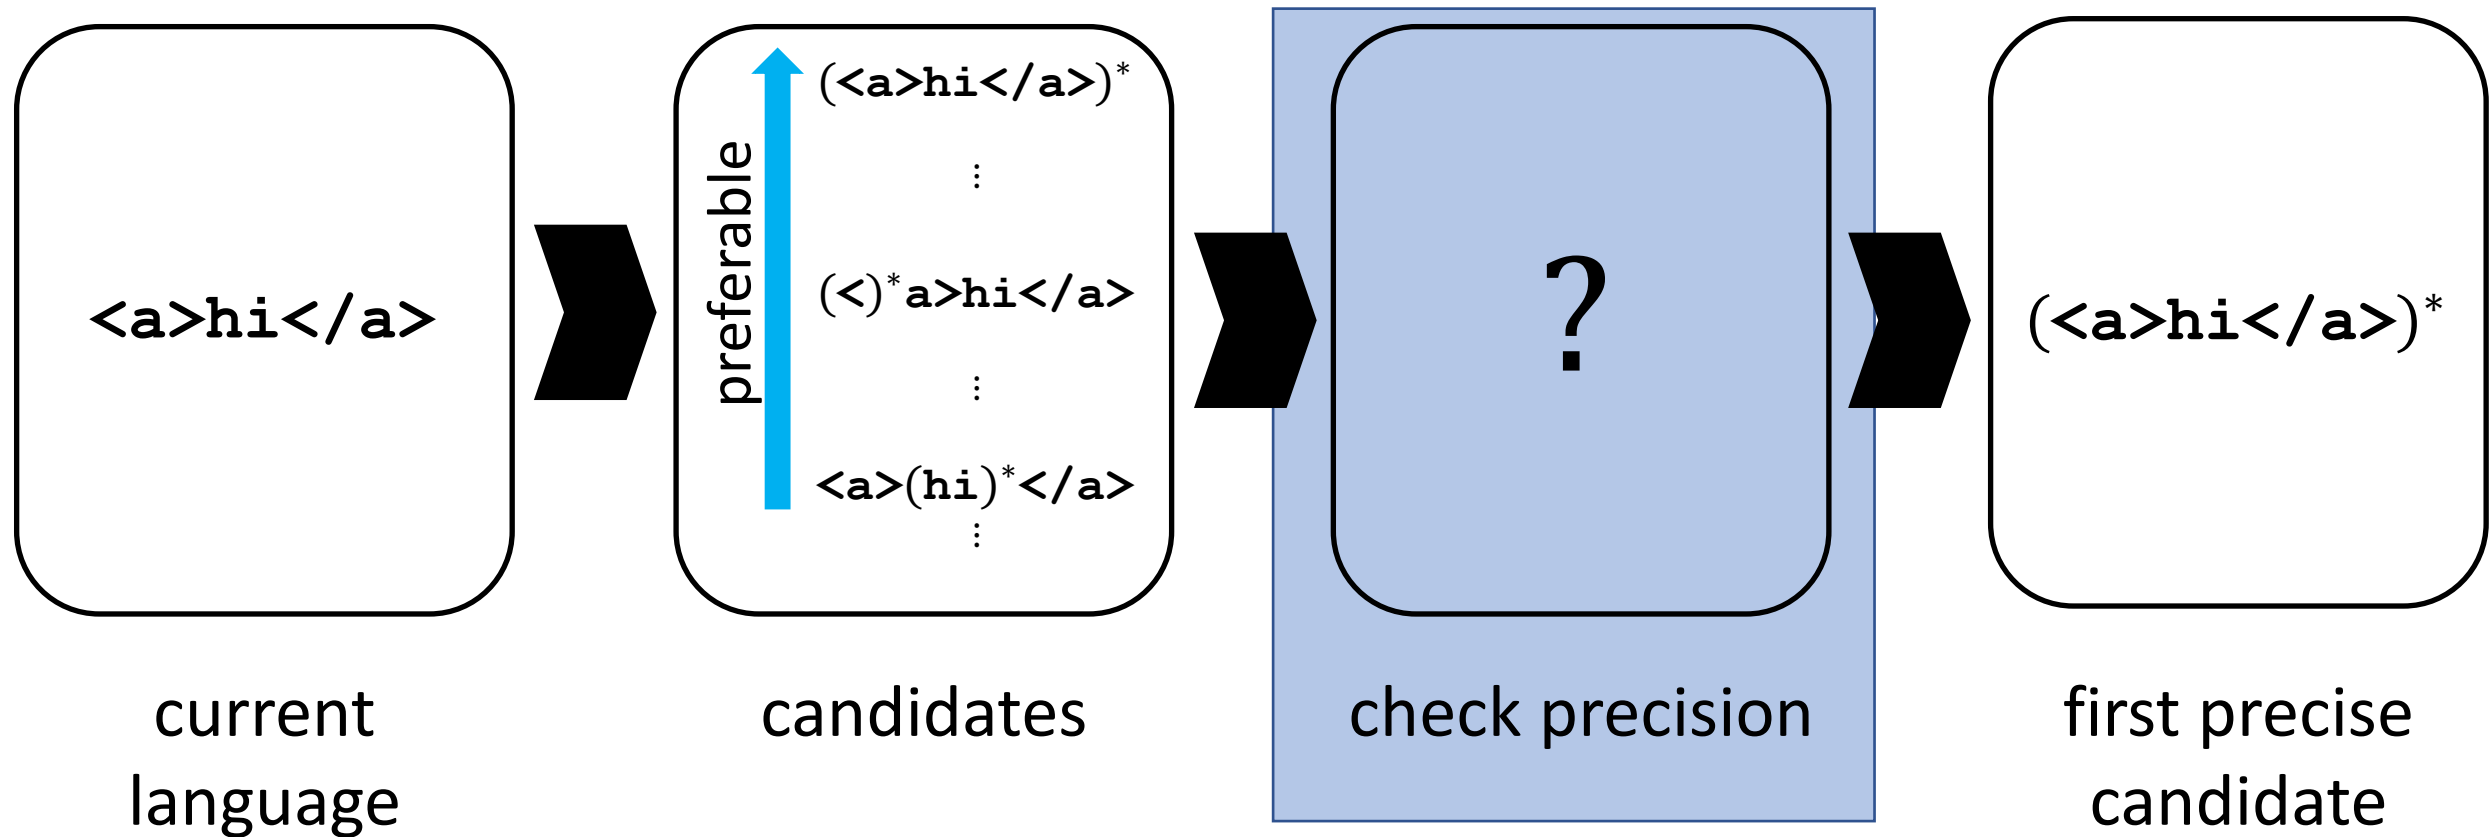 <a>hi</a>
current
language
preferable
(<a>hi</a>)*
⋮
(<)*a>hi</a>
⋮
<a>(hi)*</a>
⋮
candidates
?
check precision
(<a>hi</a>)*
first precise
candidate